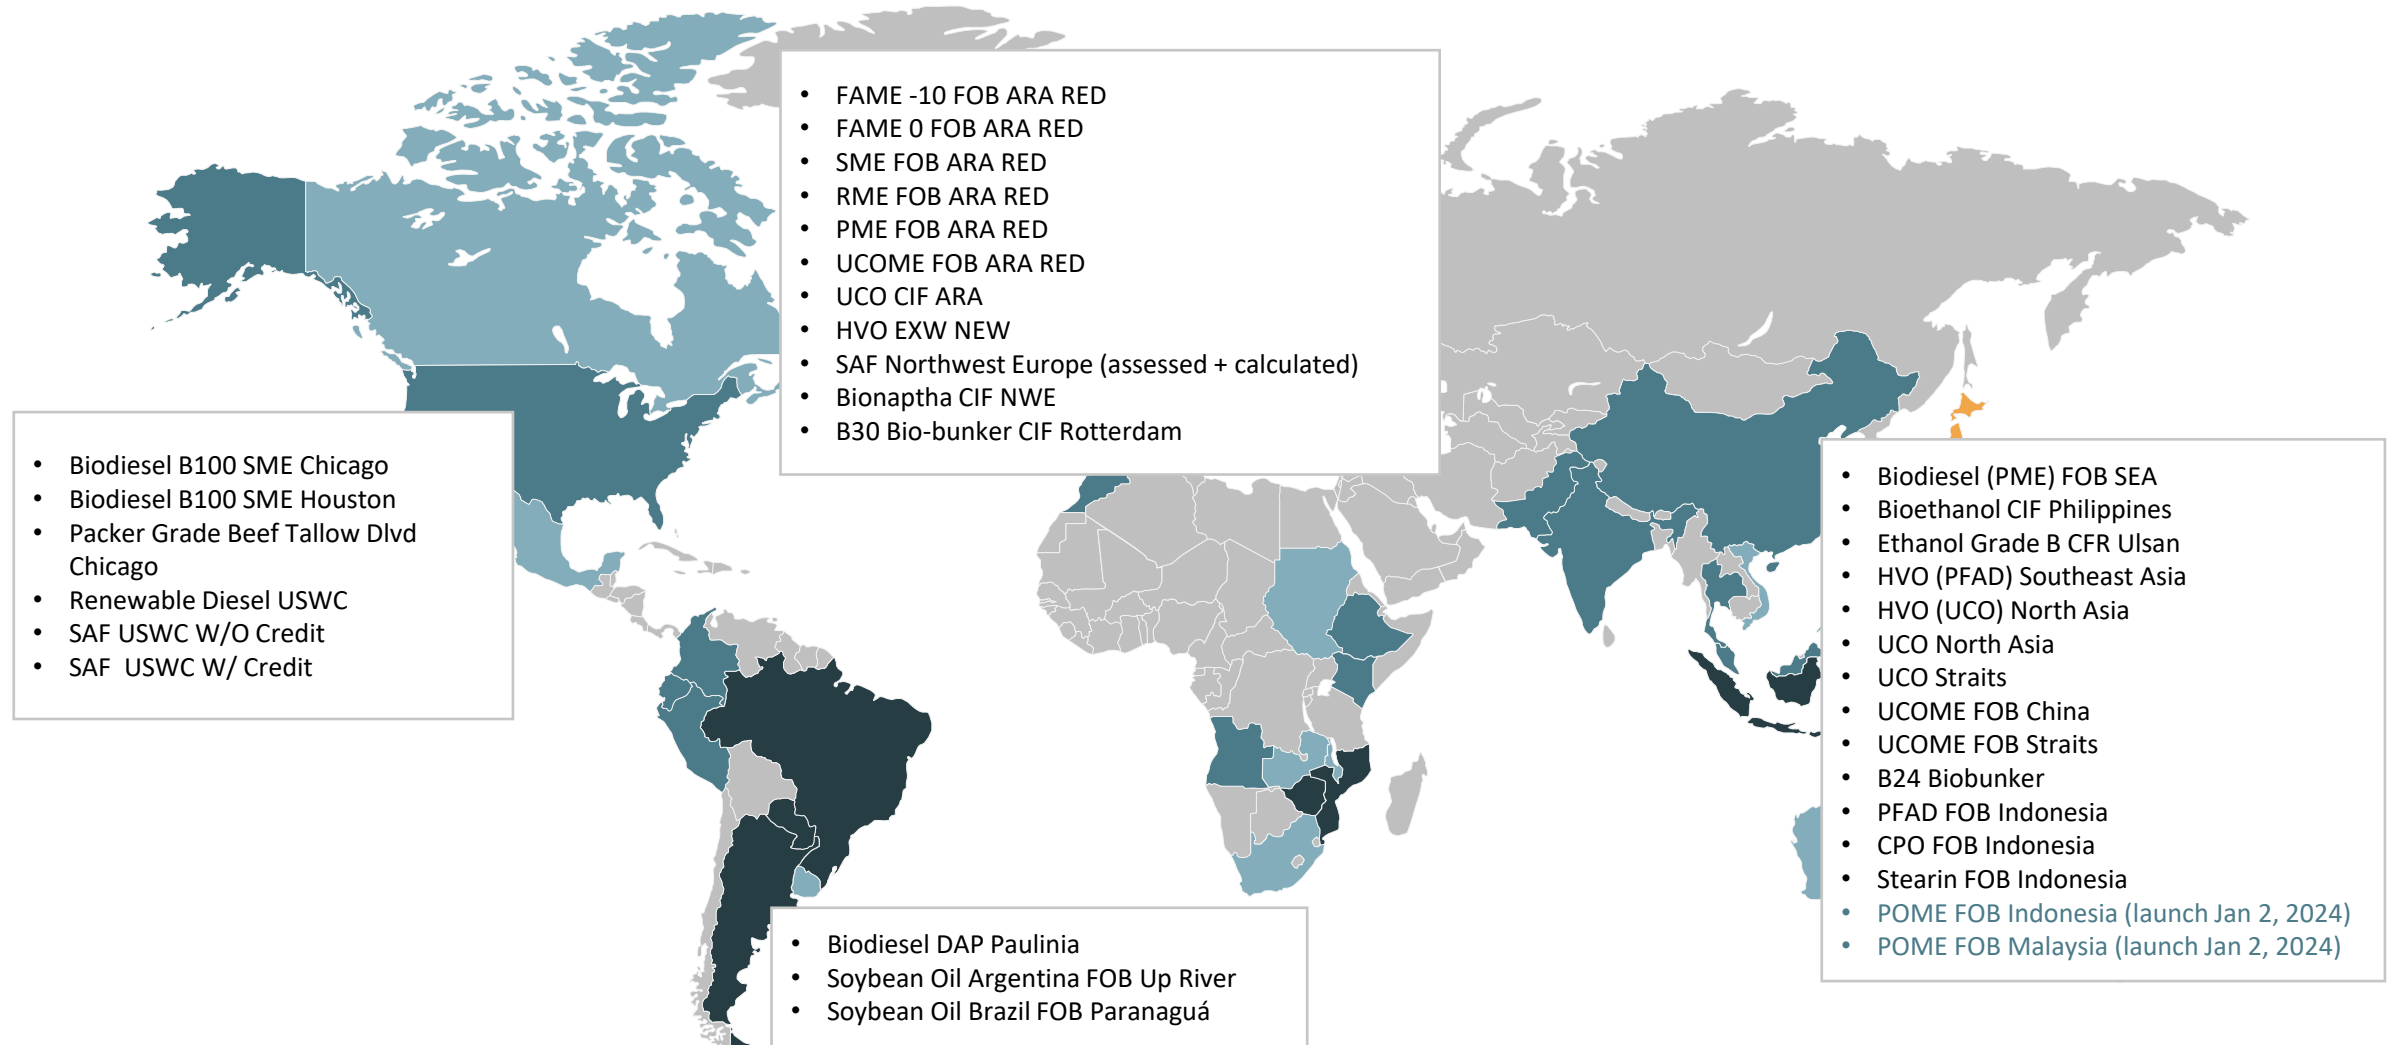 • FAME -10 FOB ARA RED
• FAME 0 FOB ARA RED
• SME FOB ARA RED
• RME FOB ARA RED
• PME FOB ARA RED
• UCOME FOB ARA RED
• UCO CIF ARA
• HVO EXW NEW
• SAF Northwest Europe (assessed + calculated)
• Bionaptha CIF NWE
• B30 Bio-bunker CIF Rotterdam
• Biodiesel B100 SME Chicago
• Biodiesel B100 SME Houston
• Packer Grade Beef Tallow Dlvd
Chicago
• Renewable Diesel USWC
• SAF USWC W/O Credit
• SAF  USWC W/ Credit
• Biodiesel (PME) FOB SEA
• Bioethanol CIF Philippines
• Ethanol Grade B CFR Ulsan
• HVO (PFAD) Southeast Asia
• HVO (UCO) North Asia
• UCO North Asia
• UCO Straits
• UCOME FOB China
• UCOME FOB Straits
• B24 Biobunker
• PFAD FOB Indonesia
• CPO FOB Indonesia
• Stearin FOB Indonesia
• POME FOB Indonesia (launch Jan 2, 2024)
• POME FOB Malaysia (launch Jan 2, 2024)
• Biodiesel DAP Paulinia
• Soybean Oil Argentina FOB Up River
• Soybean Oil Brazil FOB Paranaguá